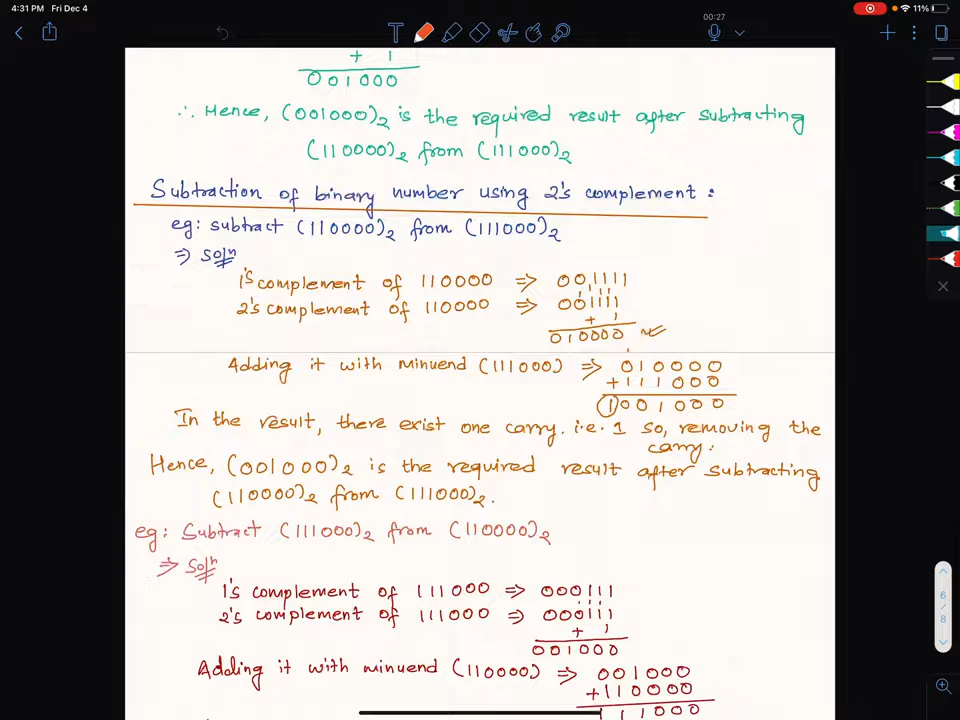 4:31 PM Fri Dec 4
00:27
11%
T
+ 1
001000
∴ Hence, (001000)₂ is the required result after subtracting
(110000)₂ from (111000)₂
Subtraction of binary number using 2's complement :
eg: subtract (110000)₂ from (111000)₂
⇒ Solⁿ
1's complement of 110000 ⇒ 001111
2's complement of 110000 ⇒ 001111
+ 1
010000
Adding it with minuend (111000) ⇒ 010000
+111000
1001000
In the result, there exist one carry. i.e. 1 so, removing the
carry.
Hence, (001000)₂ is the required result after subtracting
(110000)₂ from (111000)₂.
eg: Subtract (111000)₂ from (110000)₂
⇒ Solⁿ
1's complement of 111000 ⇒ 000111
2's complement of 111000 ⇒ 000111
+ 1
001000
Adding it with minuend (110000) ⇒ 001000
+110000
111000
6
/
8